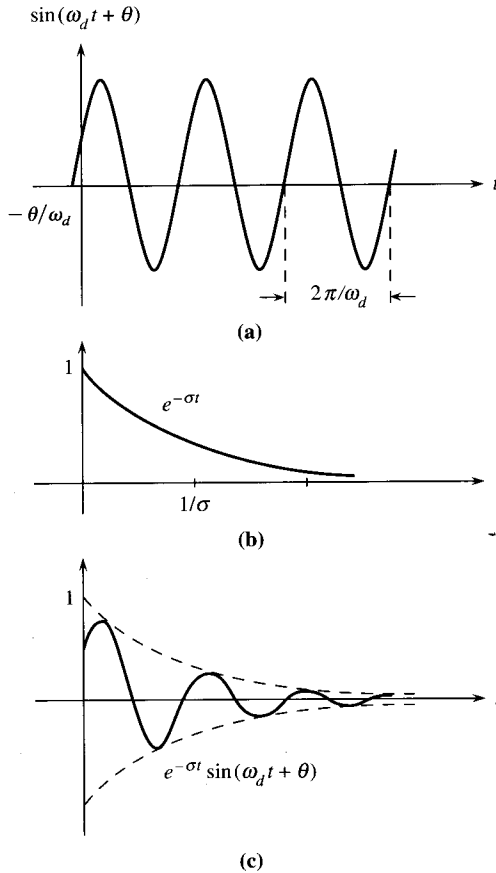 sin(ω_d t + θ)
t
− θ/ω_d
2π/ω_d
(a)
1
e^{−σt}
1/σ
(b)
1
e^{−σt} sin(ω_d t + θ)
(c)